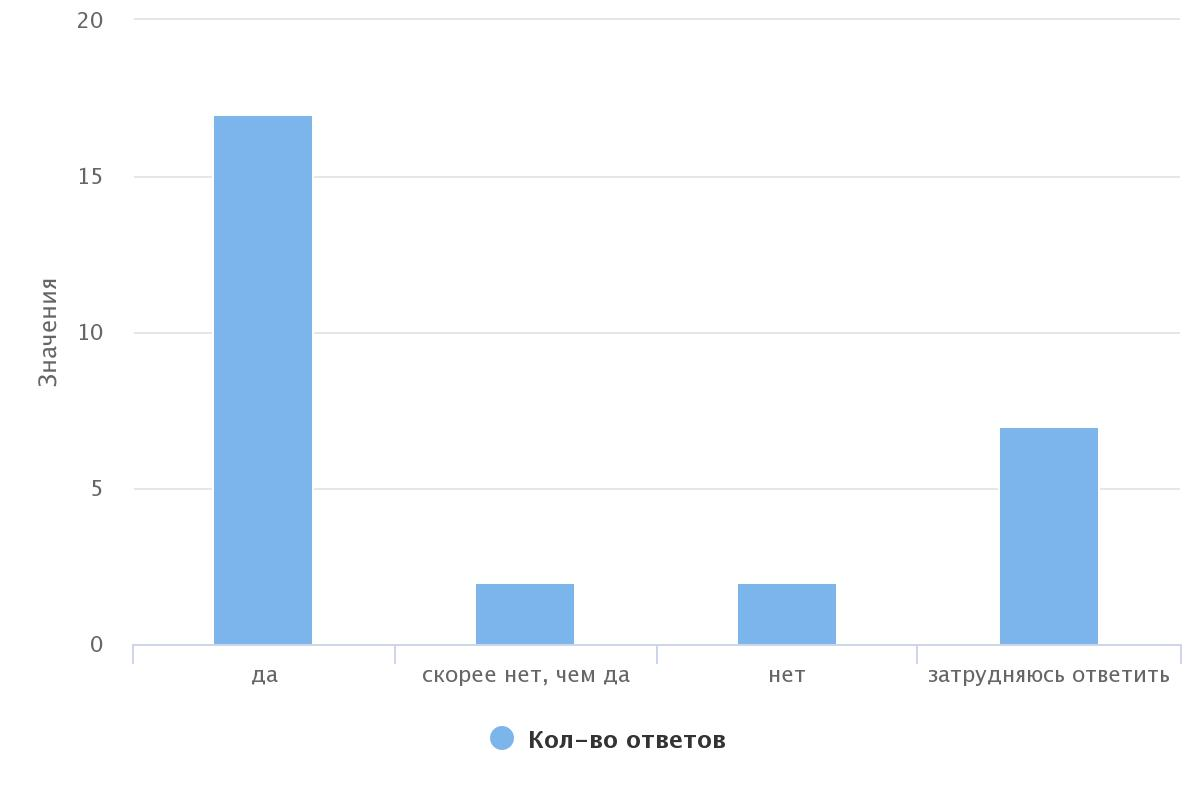 20
15
10
5
0
Значения
да
скорее нет, чем да
нет
затрудняюсь ответить
Кол-во ответов